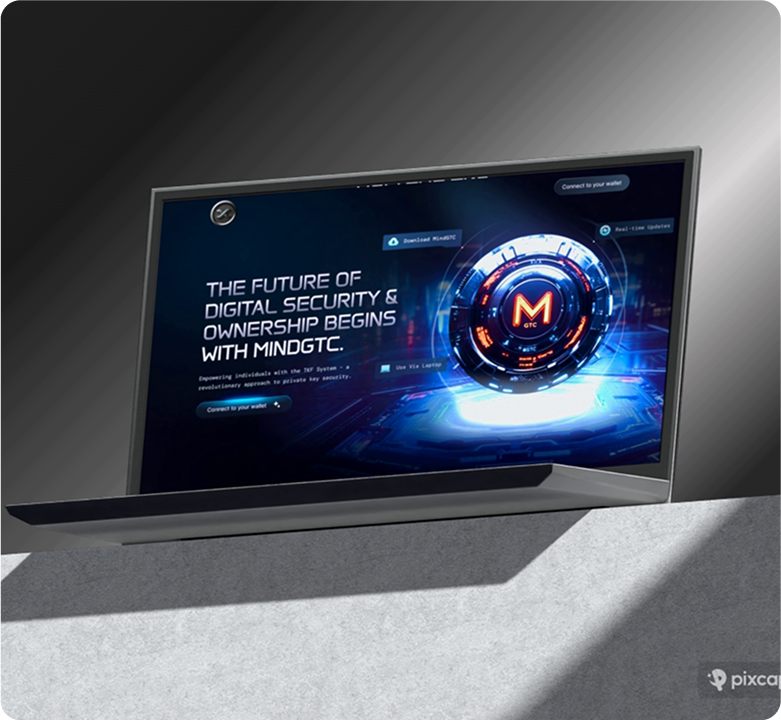 Connect to your wallet
Download MindGTC
Real-time Updates
THE FUTURE OF
DIGITAL SECURITY &
OWNERSHIP BEGINS
WITH MINDGTC.
M
GTC
Use Via Laptop
Empowering individuals with the TKF System - a
revolutionary approach to private key security.
Connect to your wallet
pixcap